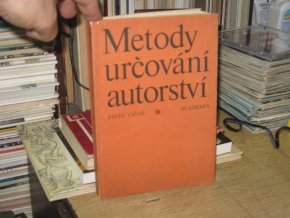 Metody
určování
autorství
PAVEL VAŠÁK * ACADEMIA